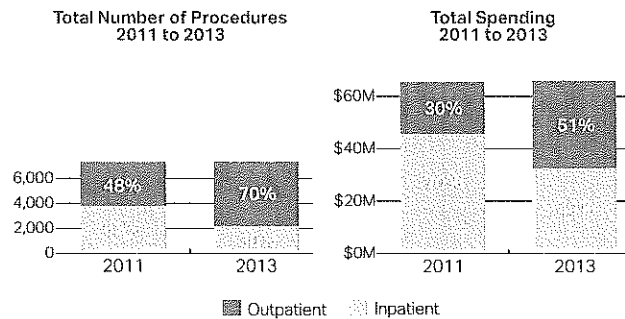 Total Number of Procedures
2011 to 2013
6,000
4,000
2,000
0
48%
70%
2011
2013
Total Spending
2011 to 2013
$60M
$40M
$20M
$0M
30%
51%
2011
2013
Outpatient
Inpatient